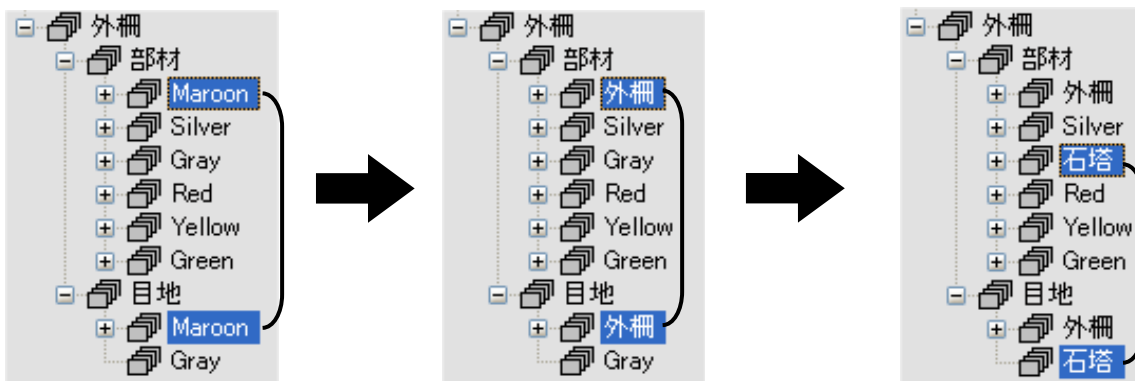 外柵
部材
Maroon
Silver
Gray
Red
Yellow
Green
目地
Maroon
Gray
外柵
部材
外柵
Silver
Gray
Red
Yellow
Green
目地
外柵
Gray
外柵
部材
外柵
Silver
石塔
Red
Yellow
Green
目地
外柵
石塔